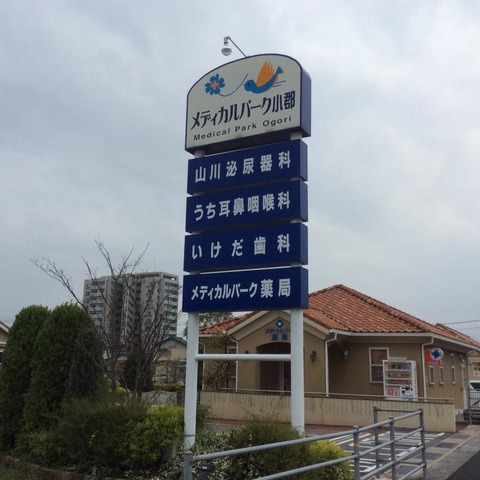 メディカルパーク小郡
Medical Park Ogori
山川泌尿器科
うち耳鼻咽喉科
いけだ歯科
メディカルパーク薬局